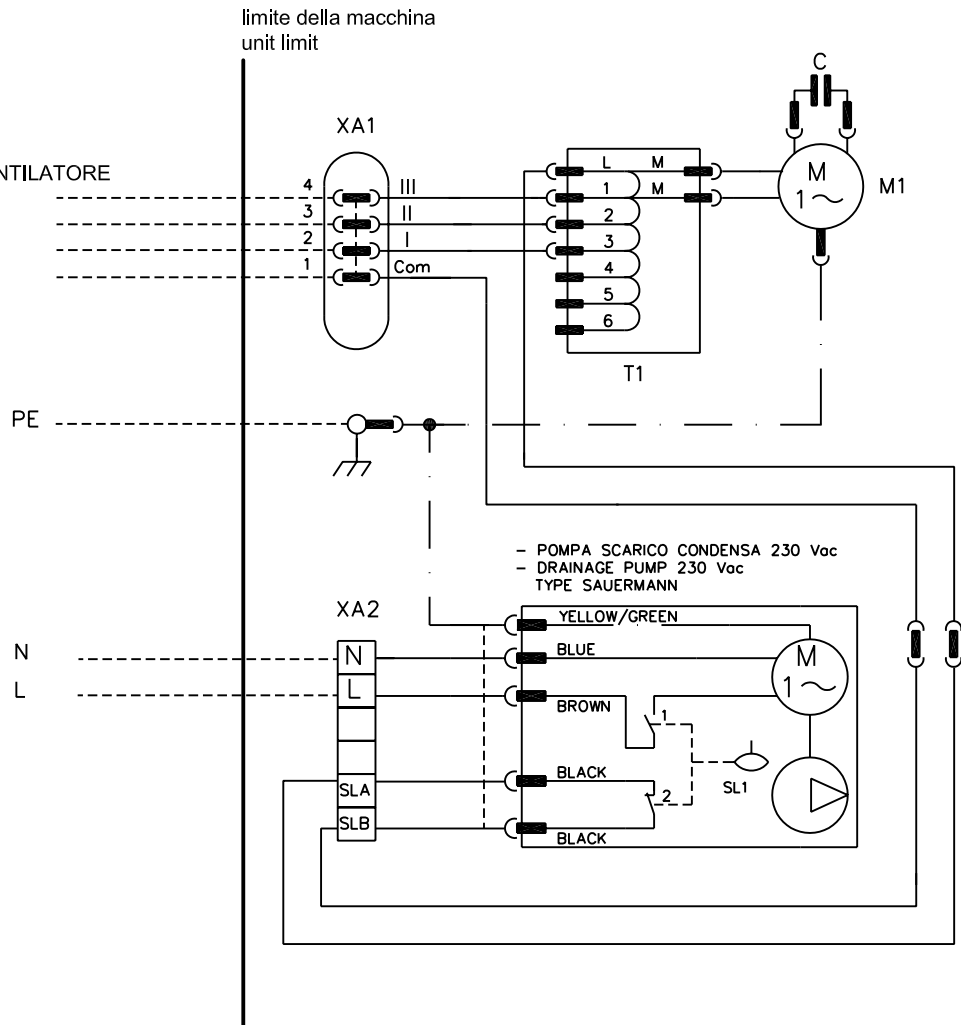 limite della macchina
unit limit
C
XA1
NTILATORE
4 III
3 II
2 I
1 Com
L M
1 M
2
3
4
5
6
T1
M
1~
M1
PE
- POMPA SCARICO CONDENSA 230 Vac
- DRAINAGE PUMP 230 Vac
TYPE SAUERMANN
XA2
YELLOW/GREEN
N
N
BLUE
M
1~
L
L
BROWN
1
BLACK
SL1
SLA
2
SLB
BLACK